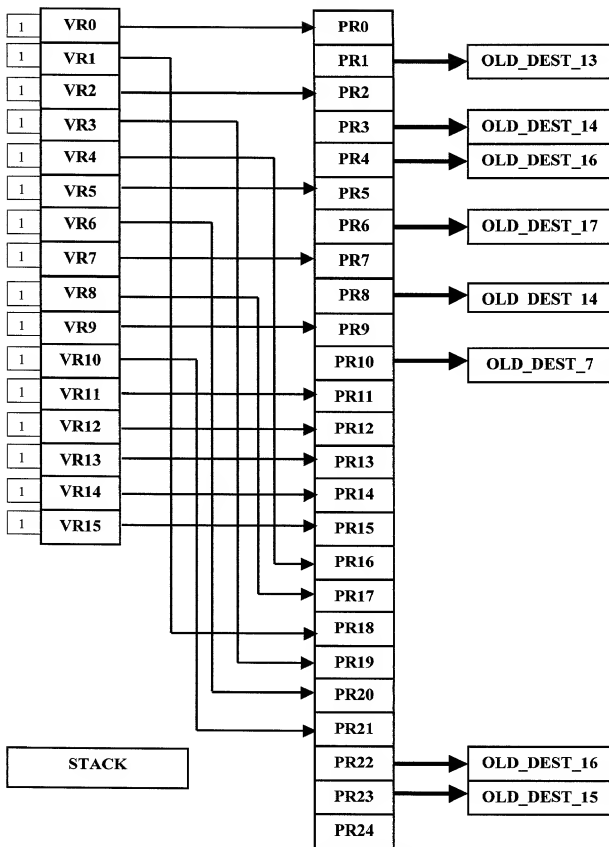 1 VR0 PR0
1 VR1 PR1 OLD_DEST_13
1 VR2 PR2
1 VR3 PR3 OLD_DEST_14
1 VR4 PR4 OLD_DEST_16
1 VR5 PR5
1 VR6 PR6 OLD_DEST_17
1 VR7 PR7
1 VR8 PR8 OLD_DEST_14
1 VR9 PR9
1 VR10 PR10 OLD_DEST_7
1 VR11 PR11
1 VR12 PR12
1 VR13 PR13
1 VR14 PR14
1 VR15 PR15
PR16
PR17
PR18
PR19
PR20
PR21
STACK PR22 OLD_DEST_16
PR23 OLD_DEST_15
PR24